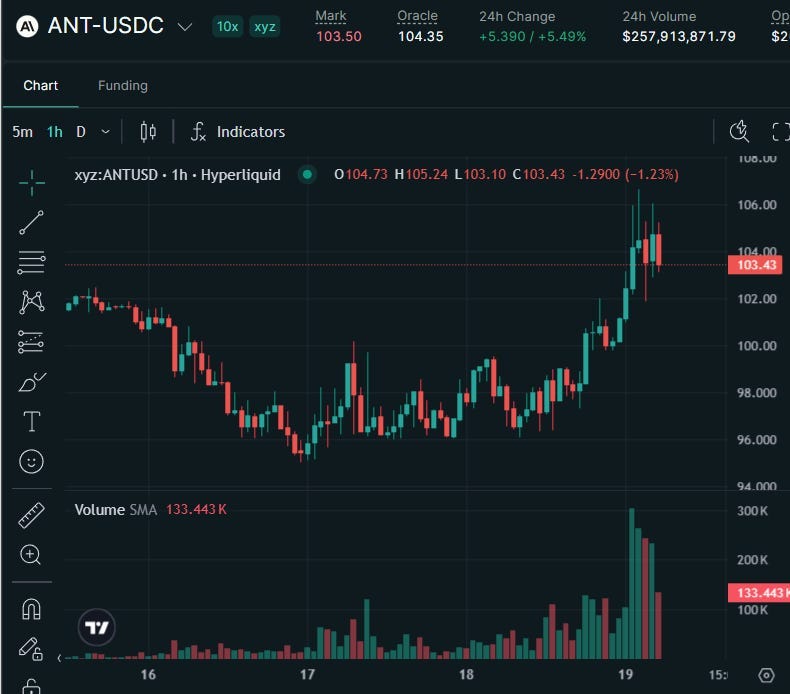 ANT-USDC 10x xyz
Mark Oracle 24h Change 24h Volume
103.50 104.35 +5.390 / +5.49% $257,913,871.79
Chart Funding
5m 1h D Indicators
xyz:ANTUSD · 1h · Hyperliquid O104.73 H105.24 L103.10 C103.43 -1.2900 (−1.23%)
108.00
106.00
104.00
103.43
102.00
100.00
98.000
96.000
94.000
Volume SMA 133.443K
300K
200K
133.443K
100K
16 17 18 19